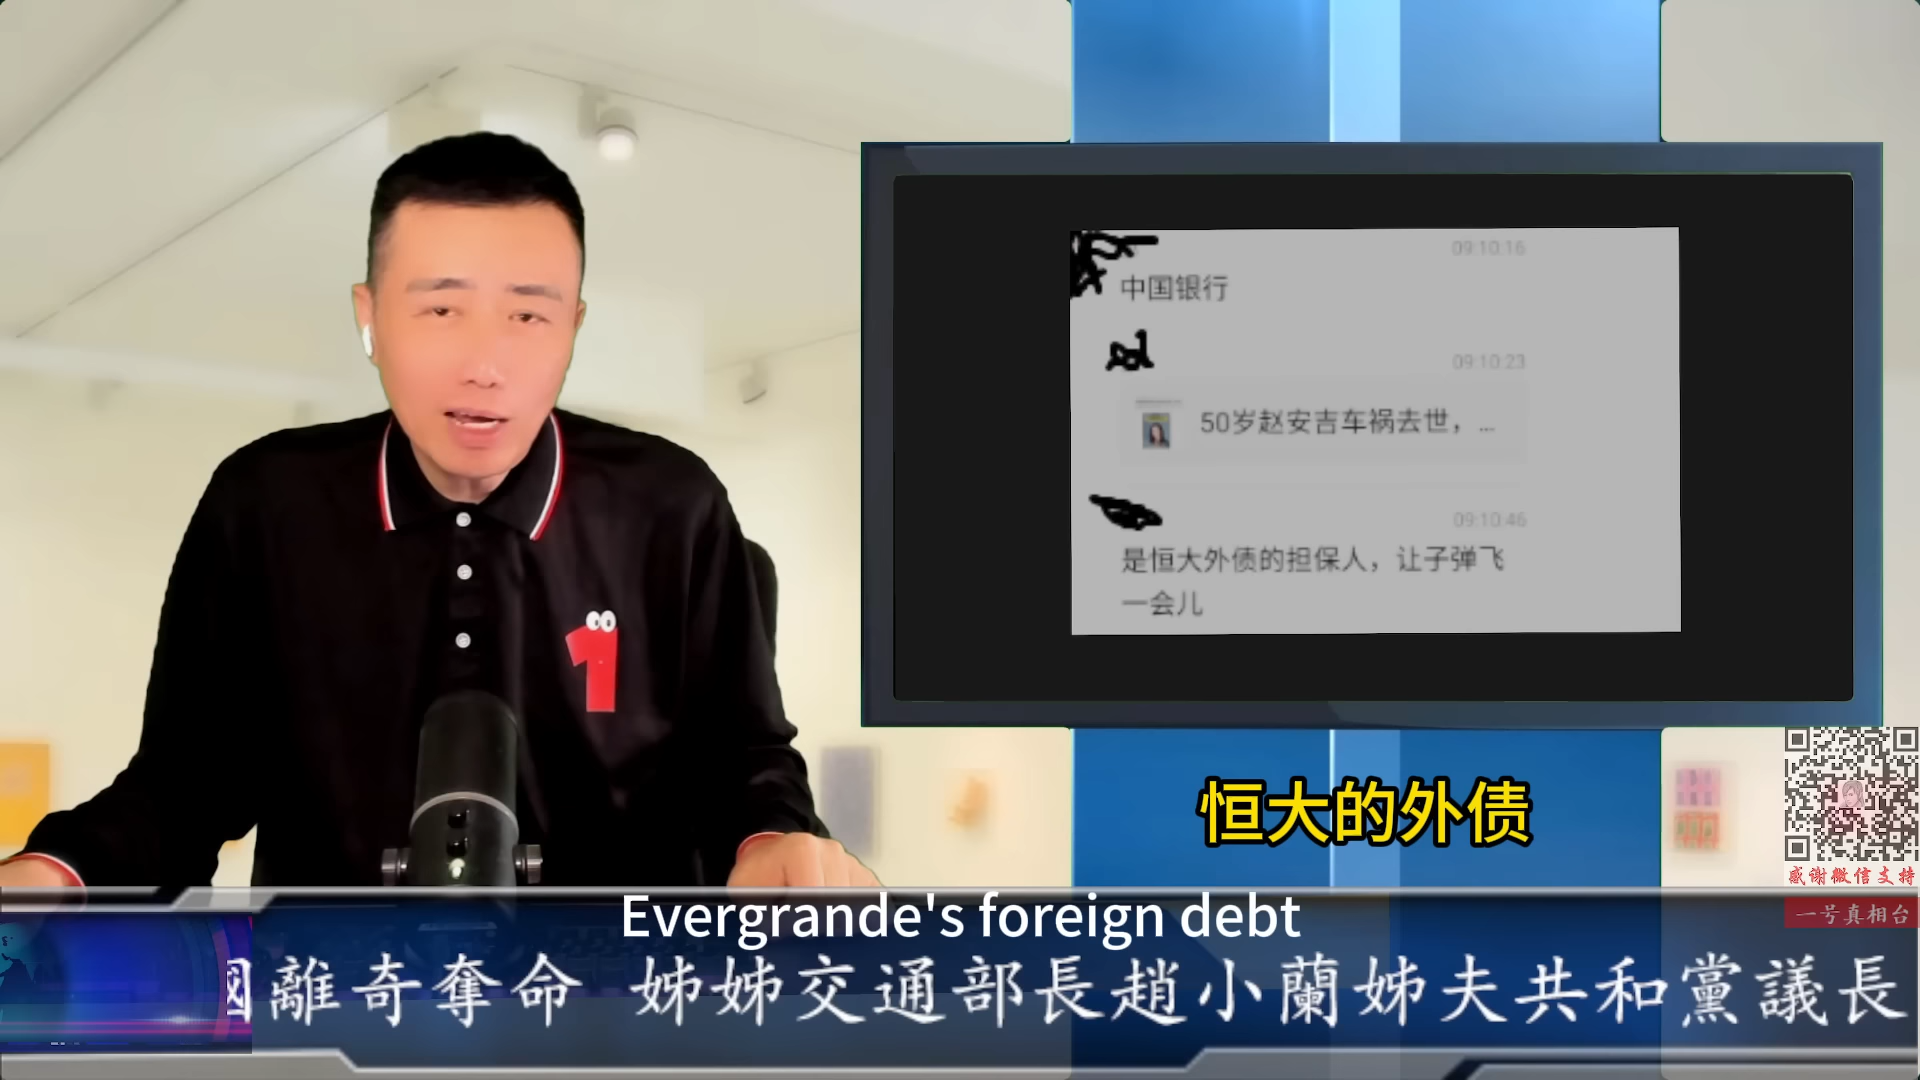 09:10:16
中国银行
09:10:23
50岁赵安吉车祸去世，...
09:10:46
是恒大外债的担保人，让子弹飞
一会儿
1
恒大的外债
感谢微信支持
一号真相台
Evergrande's foreign debt
國離奇奪命 姊姊交通部長趙小蘭姊夫共和黨議長